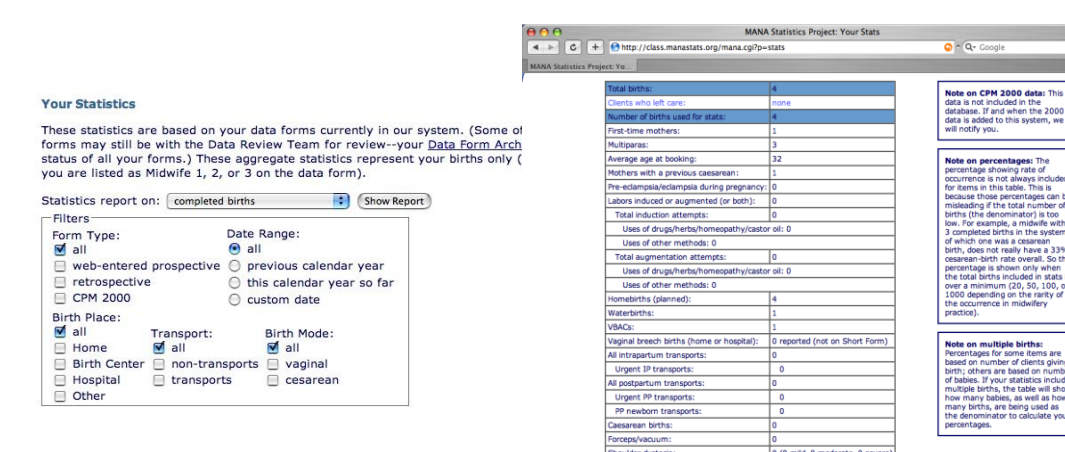 Your Statistics
These statistics are based on your data forms currently in our system. (Some of
forms may still be with the Data Review Team for review--your Data Form Arch
status of all your forms.) These aggregate statistics represent your births only (
you are listed as Midwife 1, 2, or 3 on the data form).
Statistics report on: completed births Show Report
Filters
Form Type: Date Range:
all all
web-entered prospective previous calendar year
retrospective this calendar year so far
CPM 2000 custom date
Birth Place:
all Transport: Birth Mode:
Home all all
Birth Center non-transports vaginal
Hospital transports cesarean
Other
MANA Statistics Project: Your Stats
http://class.manastats.org/mana.cgi?p=stats Google
MANA Statistics Project: Yo...
Total births: 4
Clients who left care: none
Number of births used for stats: 4
First-time mothers: 1
Multiparas: 3
Average age at booking: 32
Mothers with a previous caesarean: 1
Pre-eclampsia/eclampsia during pregnancy: 0
Labors induced or augmented (or both): 0
Total induction attempts: 0
Uses of drugs/herbs/homeopathy/castor oil: 0
Uses of other methods: 0
Total augmentation attempts: 0
Uses of drugs/herbs/homeopathy/castor oil: 0
Uses of other methods: 0
Homebirths (planned): 4
Waterbirths: 1
VBACs: 1
Vaginal breech births (home or hospital): 0 reported (not on Short Form)
All intrapartum transports: 0
Urgent IP transports: 0
All postpartum transports: 0
Urgent PP transports: 0
PP newborn transports: 0
Caesarean births: 0
Forceps/vacuum: 0
Note on CPM 2000 data: This
data is not included in the
database. If and when the 2000
data is added to this system, we
will notify you.
Note on percentages: The
percentage showing rate of
occurrence is not always include
for items in this table. This is
because those percentages can b
misleading if the total number of
births (the denominator) is too
low. For example, a midwife with
3 completed births in the system
of which one was a cesarean
birth, does not really have a 33%
cesarean-birth rate overall. So th
percentage is shown only when
the total births included in stats
over a minimum (20, 50, 100, o
1000 depending on the rarity of
the occurrence in midwifery
practice).
Note on multiple births:
Percentages for some items are
based on number of clients givin
birth; others are based on numb
of babies. If your statistics includ
multiple births, the table will sho
how many babies, as well as how
many births, are being used as
the denominator to calculate you
percentages.